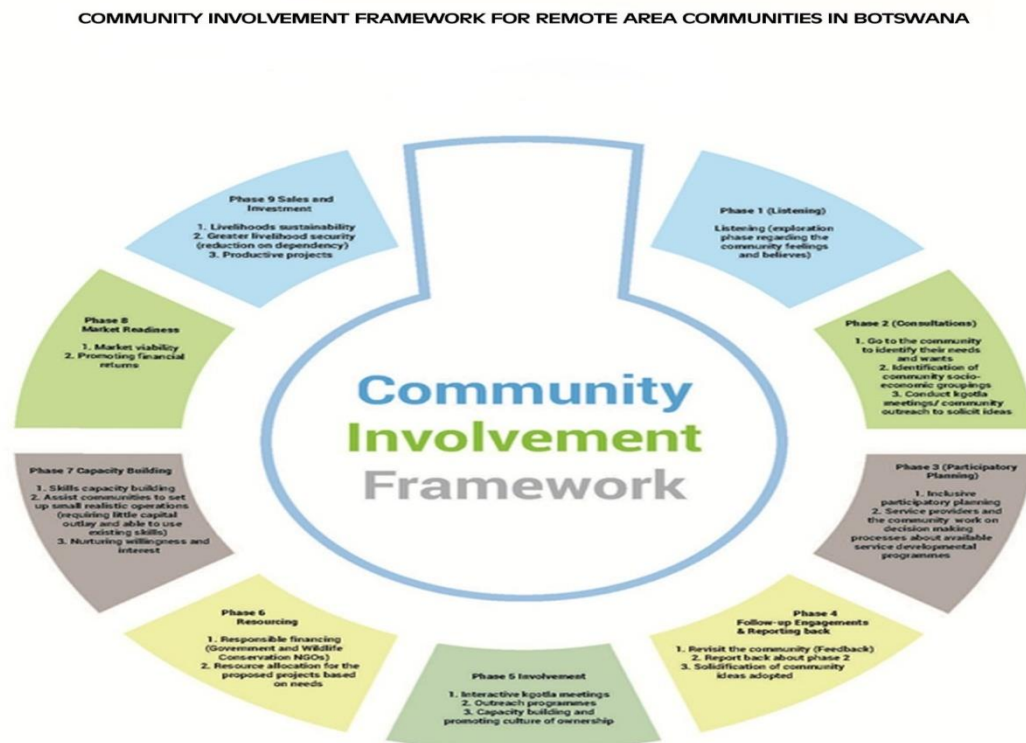 COMMUNITY INVOLVEMENT FRAMEWORK FOR REMOTE AREA COMMUNITIES IN BOTSWANA
Community
Involvement
Framework
Phase 1 (Listening)
Listening (exploration
phase regarding the
community feelings
and believes)
Phase 2 (Consultations)
1. Go to the community
to identify their needs
and wants
2. Identification of
community socio-
economic groupings
3. Conduct kgotla
meetings/ community
outreach to solicit ideas
Phase 3 (Participatory
Planning)
1. Inclusive
participatory planning
2. Service providers and
the community work on
decision making
processes about available
service developmental
programmes
Phase 4
Follow-up Engagements
& Reporting back
1. Revisit the community (Feedback)
2. Report back about phase 2
3. Solidification of community
ideas adopted
Phase 5 Involvement
1. Interactive kgotla meetings
2. Outreach programmes
3. Capacity building and
promoting culture of ownership
Phase 6
Resourcing
1. Responsible financing
(Government and Wildlife
Conservation NGOs)
2. Resource allocation for the
proposed projects based
on needs
Phase 7 Capacity Building
1. Skills capacity building
2. Assist communities to set
up small realistic operations
(requiring little capital
outlay and able to use
existing skills)
3. Nurturing willingness and
interest
Phase 8
Market Readiness
1. Market viability
2. Promoting financial
returns
Phase 9 Sales and
Investment
1. Livelihoods sustainability
2. Greater livelihood security
(reduction on dependency)
3. Productive projects